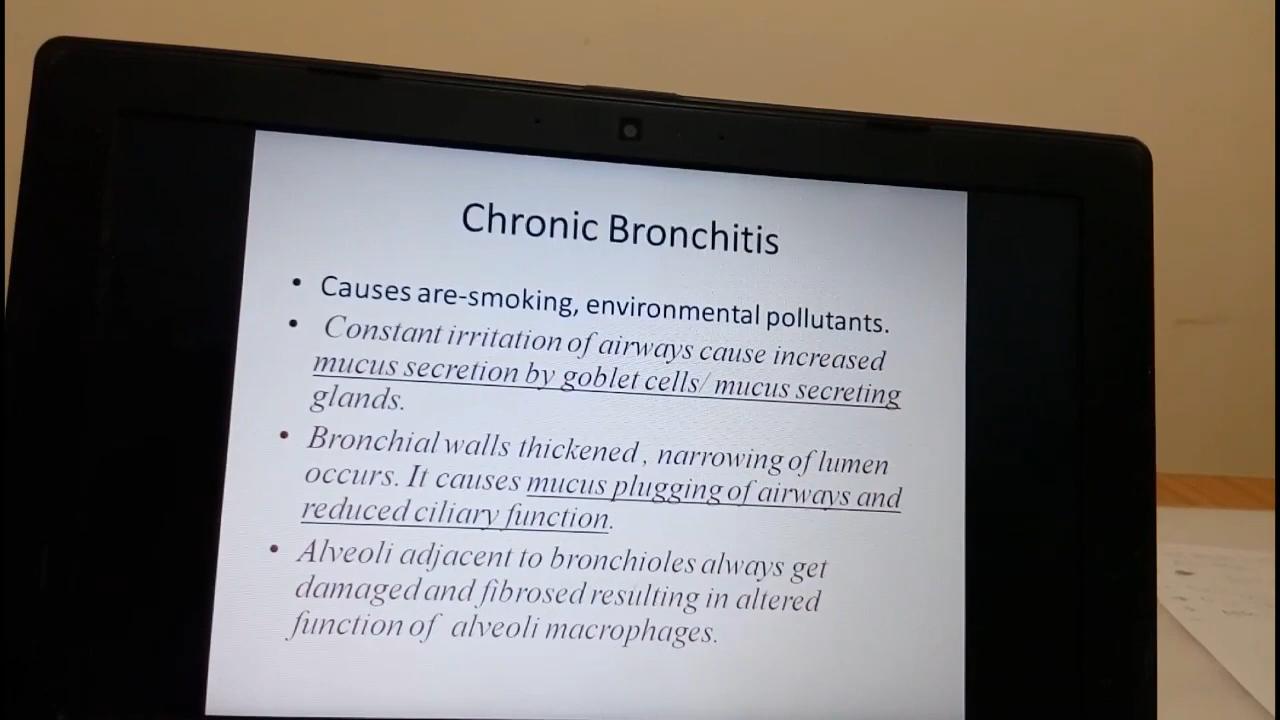 Chronic Bronchitis
• Causes are-smoking, environmental pollutants.
• Constant irritation of airways cause increased
mucus secretion by goblet cells/ mucus secreting
glands.
• Bronchial walls thickened , narrowing of lumen
occurs. It causes mucus plugging of airways and
reduced ciliary function.
• Alveoli adjacent to bronchioles always get
damaged and fibrosed resulting in altered
function of alveoli macrophages.